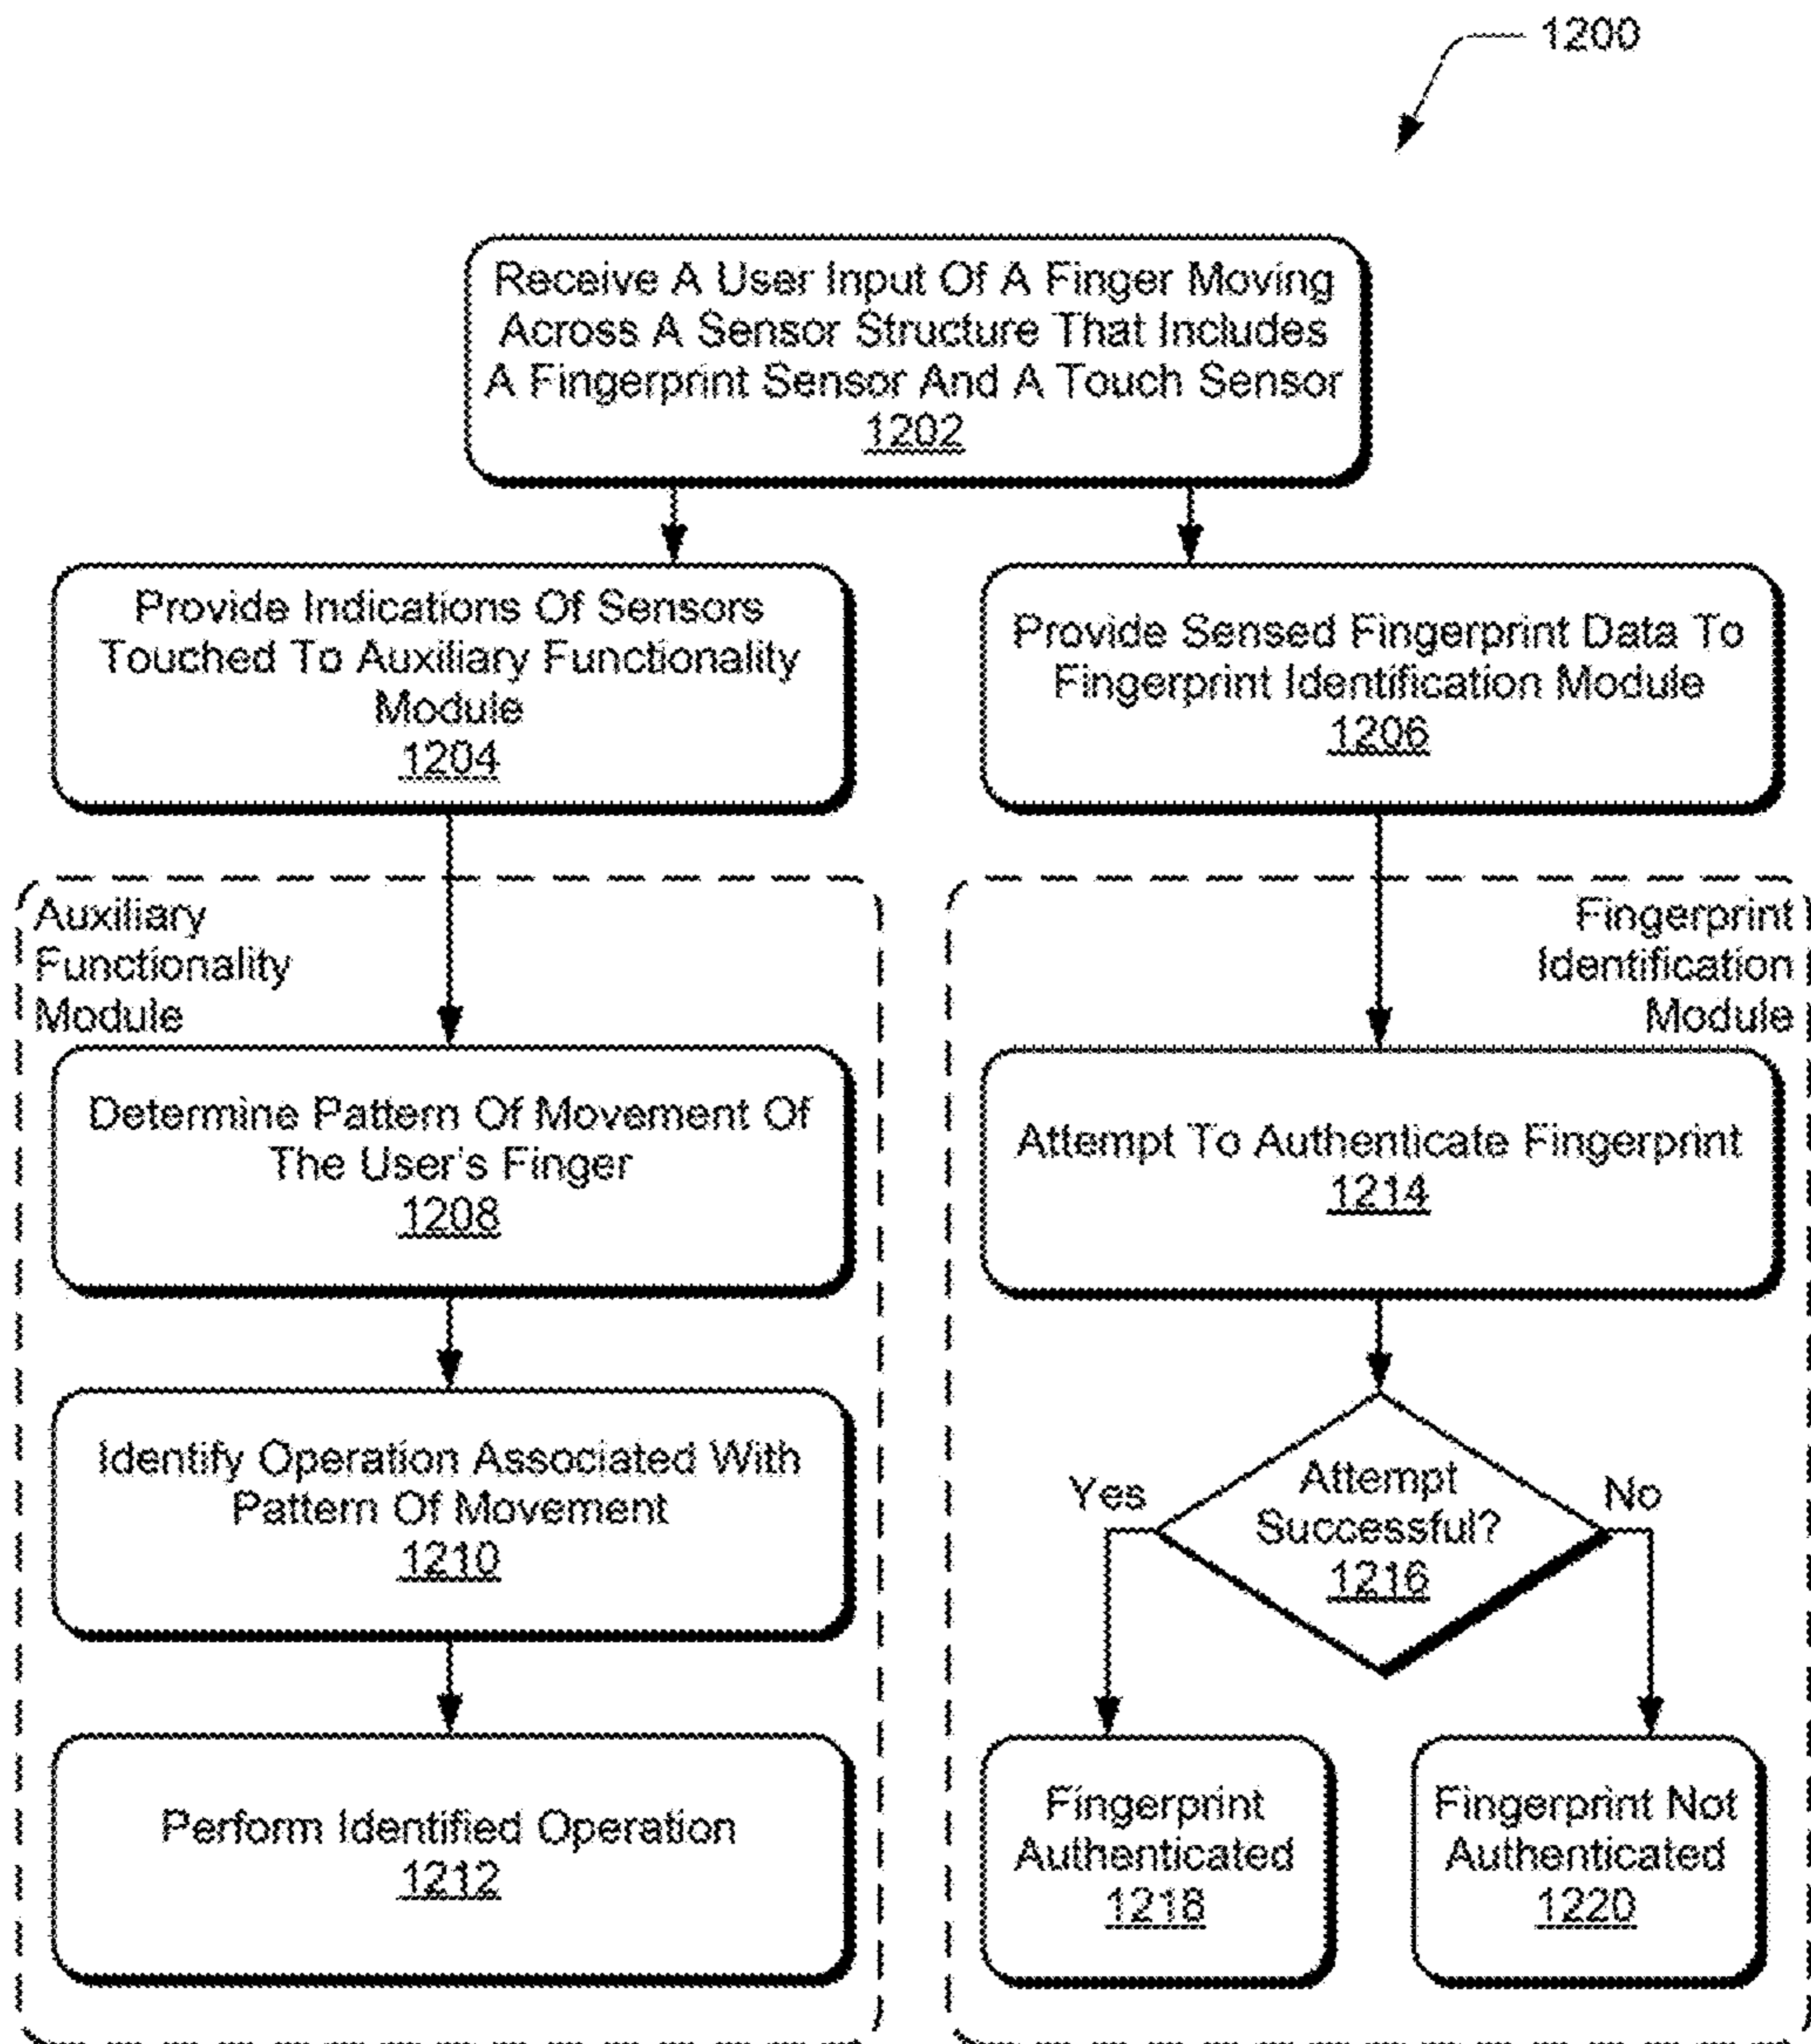 1200
Receive A User Input Of A Finger Moving
Across A Sensor Structure That Includes
A Fingerprint Sensor And A Touch Sensor
1202
Provide Indications Of Sensors
Touched To Auxiliary Functionality
Module
1204
Provide Sensed Fingerprint Data To
Fingerprint Identification Module
1206
Auxiliary
Functionality
Module
Determine Pattern Of Movement Of
The User's Finger
1208
Identify Operation Associated With
Pattern Of Movement
1210
Perform Identified Operation
1212
Fingerprint
Identification
Module
Attempt To Authenticate Fingerprint
1214
Attempt
Successful?
1216
Yes
No
Fingerprint
Authenticated
1218
Fingerprint Not
Authenticated
1220